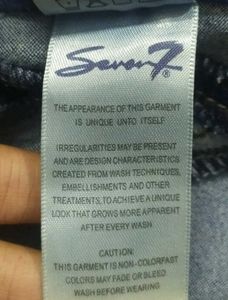 Seven7®
THE APPEARANCE OF THIS GARMENT
IS UNIQUE UNTO ITSELF
IRREGULARITIES MAY BE PRESENT
AND ARE DESIGN CHARACTERISTICS
CREATED FROM WASH TECHNIQUES,
EMBELLISHMENTS AND OTHER
TREATMENTS, TO ACHIEVE A UNIQUE
LOOK THAT GROWS MORE APPARENT
AFTER EVERY WASH
CAUTION:
THIS GARMENT IS NON-COLORFAST
COLORS MAY FADE OR BLEED
WASH BEFORE WEARING